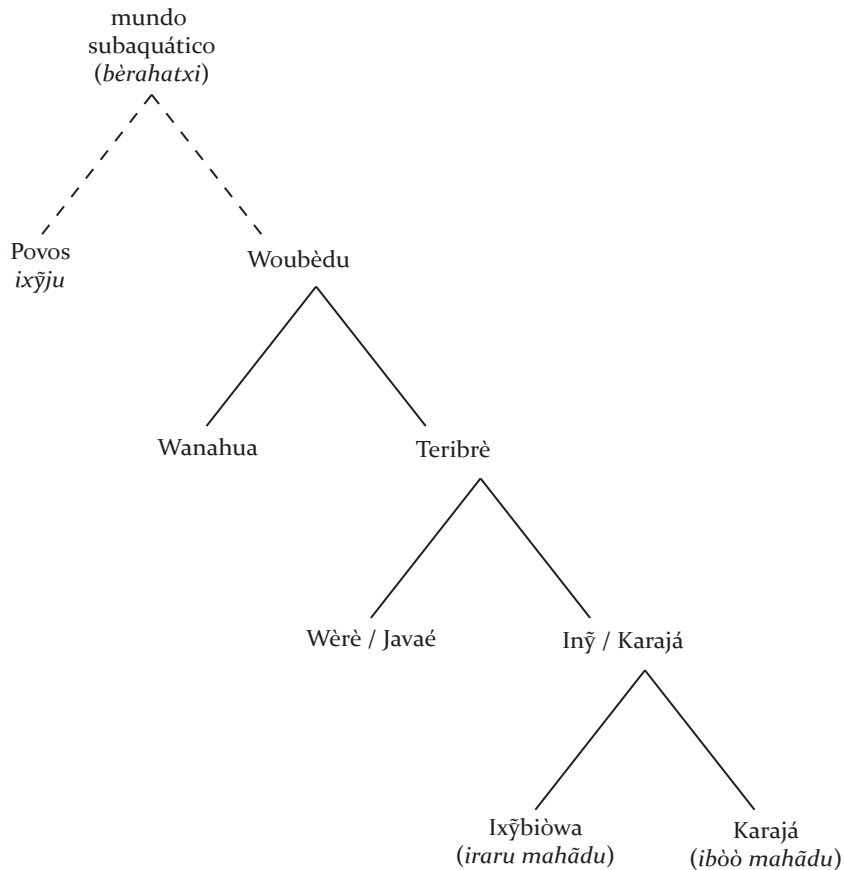 mundo
subaquático
(bèrahatxi)
Povos
ixỹju
Woubèdu
Wanahua
Teribrè
Wèrè / Javaé
Inỹ / Karajá
Ixỹbiòwa
(iraru mahãdu)
Karajá
(ibòò mahãdu)